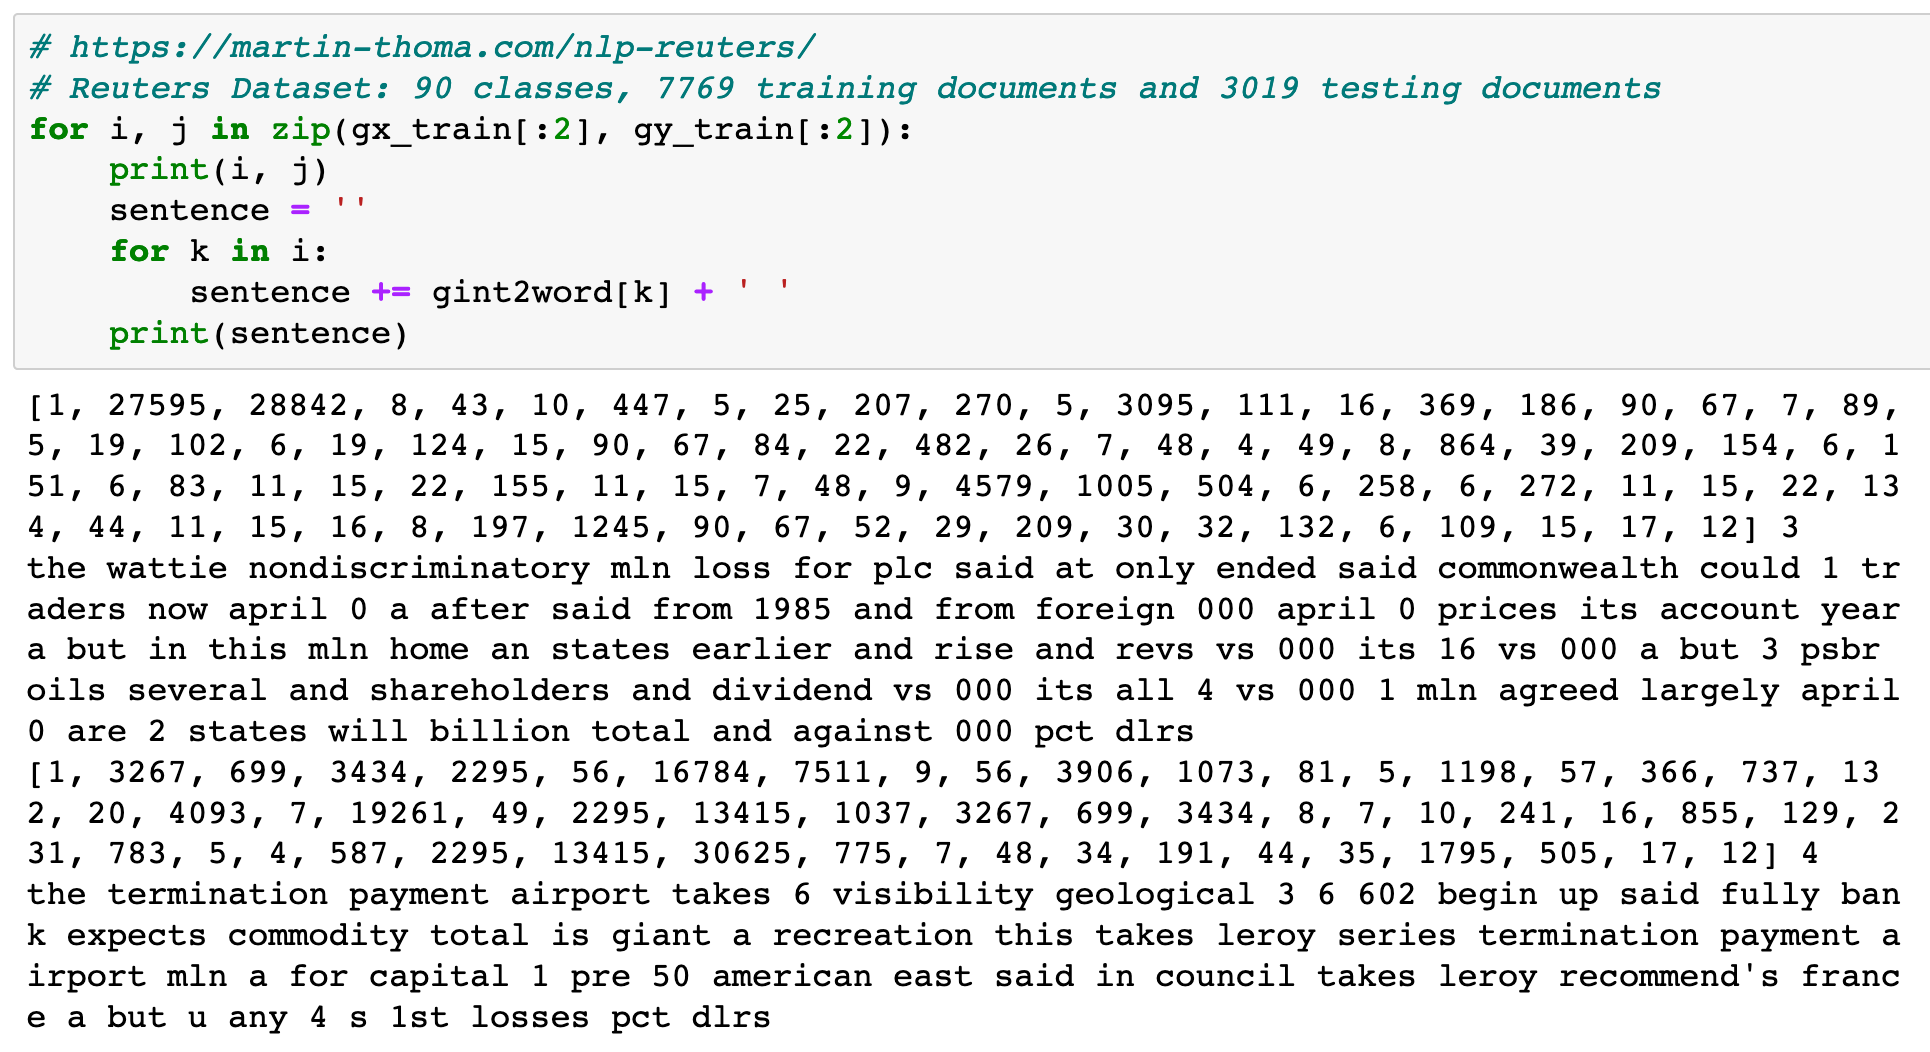 # https://martin-thoma.com/nlp-reuters/
# Reuters Dataset: 90 classes, 7769 training documents and 3019 testing documents
for i, j in zip(gx_train[:2], gy_train[:2]):
    print(i, j)
    sentence = ''
    for k in i:
        sentence += gint2word[k] + ' '
    print(sentence)
[1, 27595, 28842, 8, 43, 10, 447, 5, 25, 207, 270, 5, 3095, 111, 16, 369, 186, 90, 67, 7, 89,
5, 19, 102, 6, 19, 124, 15, 90, 67, 84, 22, 482, 26, 7, 48, 4, 49, 8, 864, 39, 209, 154, 6, 1
51, 6, 83, 11, 15, 22, 155, 11, 15, 7, 48, 9, 4579, 1005, 504, 6, 258, 6, 272, 11, 15, 22, 13
4, 44, 11, 15, 16, 8, 197, 1245, 90, 67, 52, 29, 209, 30, 32, 132, 6, 109, 15, 17, 12] 3
the wattie nondiscriminatory mln loss for plc said at only ended said commonwealth could 1 tr
aders now april 0 a after said from 1985 and from foreign 000 april 0 prices its account year
a but in this mln home an states earlier and rise and revs vs 000 its 16 vs 000 a but 3 psbr
oils several and shareholders and dividend vs 000 its all 4 vs 000 1 mln agreed largely april
0 are 2 states will billion total and against 000 pct dlrs
[1, 3267, 699, 3434, 2295, 56, 16784, 7511, 9, 56, 3906, 1073, 81, 5, 1198, 57, 366, 737, 13
2, 20, 4093, 7, 19261, 49, 2295, 13415, 1037, 3267, 699, 3434, 8, 7, 10, 241, 16, 855, 129, 2
31, 783, 5, 4, 587, 2295, 13415, 30625, 775, 7, 48, 34, 191, 44, 35, 1795, 505, 17, 12] 4
the termination payment airport takes 6 visibility geological 3 6 602 begin up said fully ban
k expects commodity total is giant a recreation this takes leroy series termination payment a
irport mln a for capital 1 pre 50 american east said in council takes leroy recommend's franc
e a but u any 4 s 1st losses pct dlrs